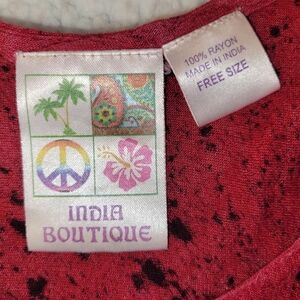 INDIA
BOUTIQUE
100% RAYON
MADE IN INDIA
FREE SIZE